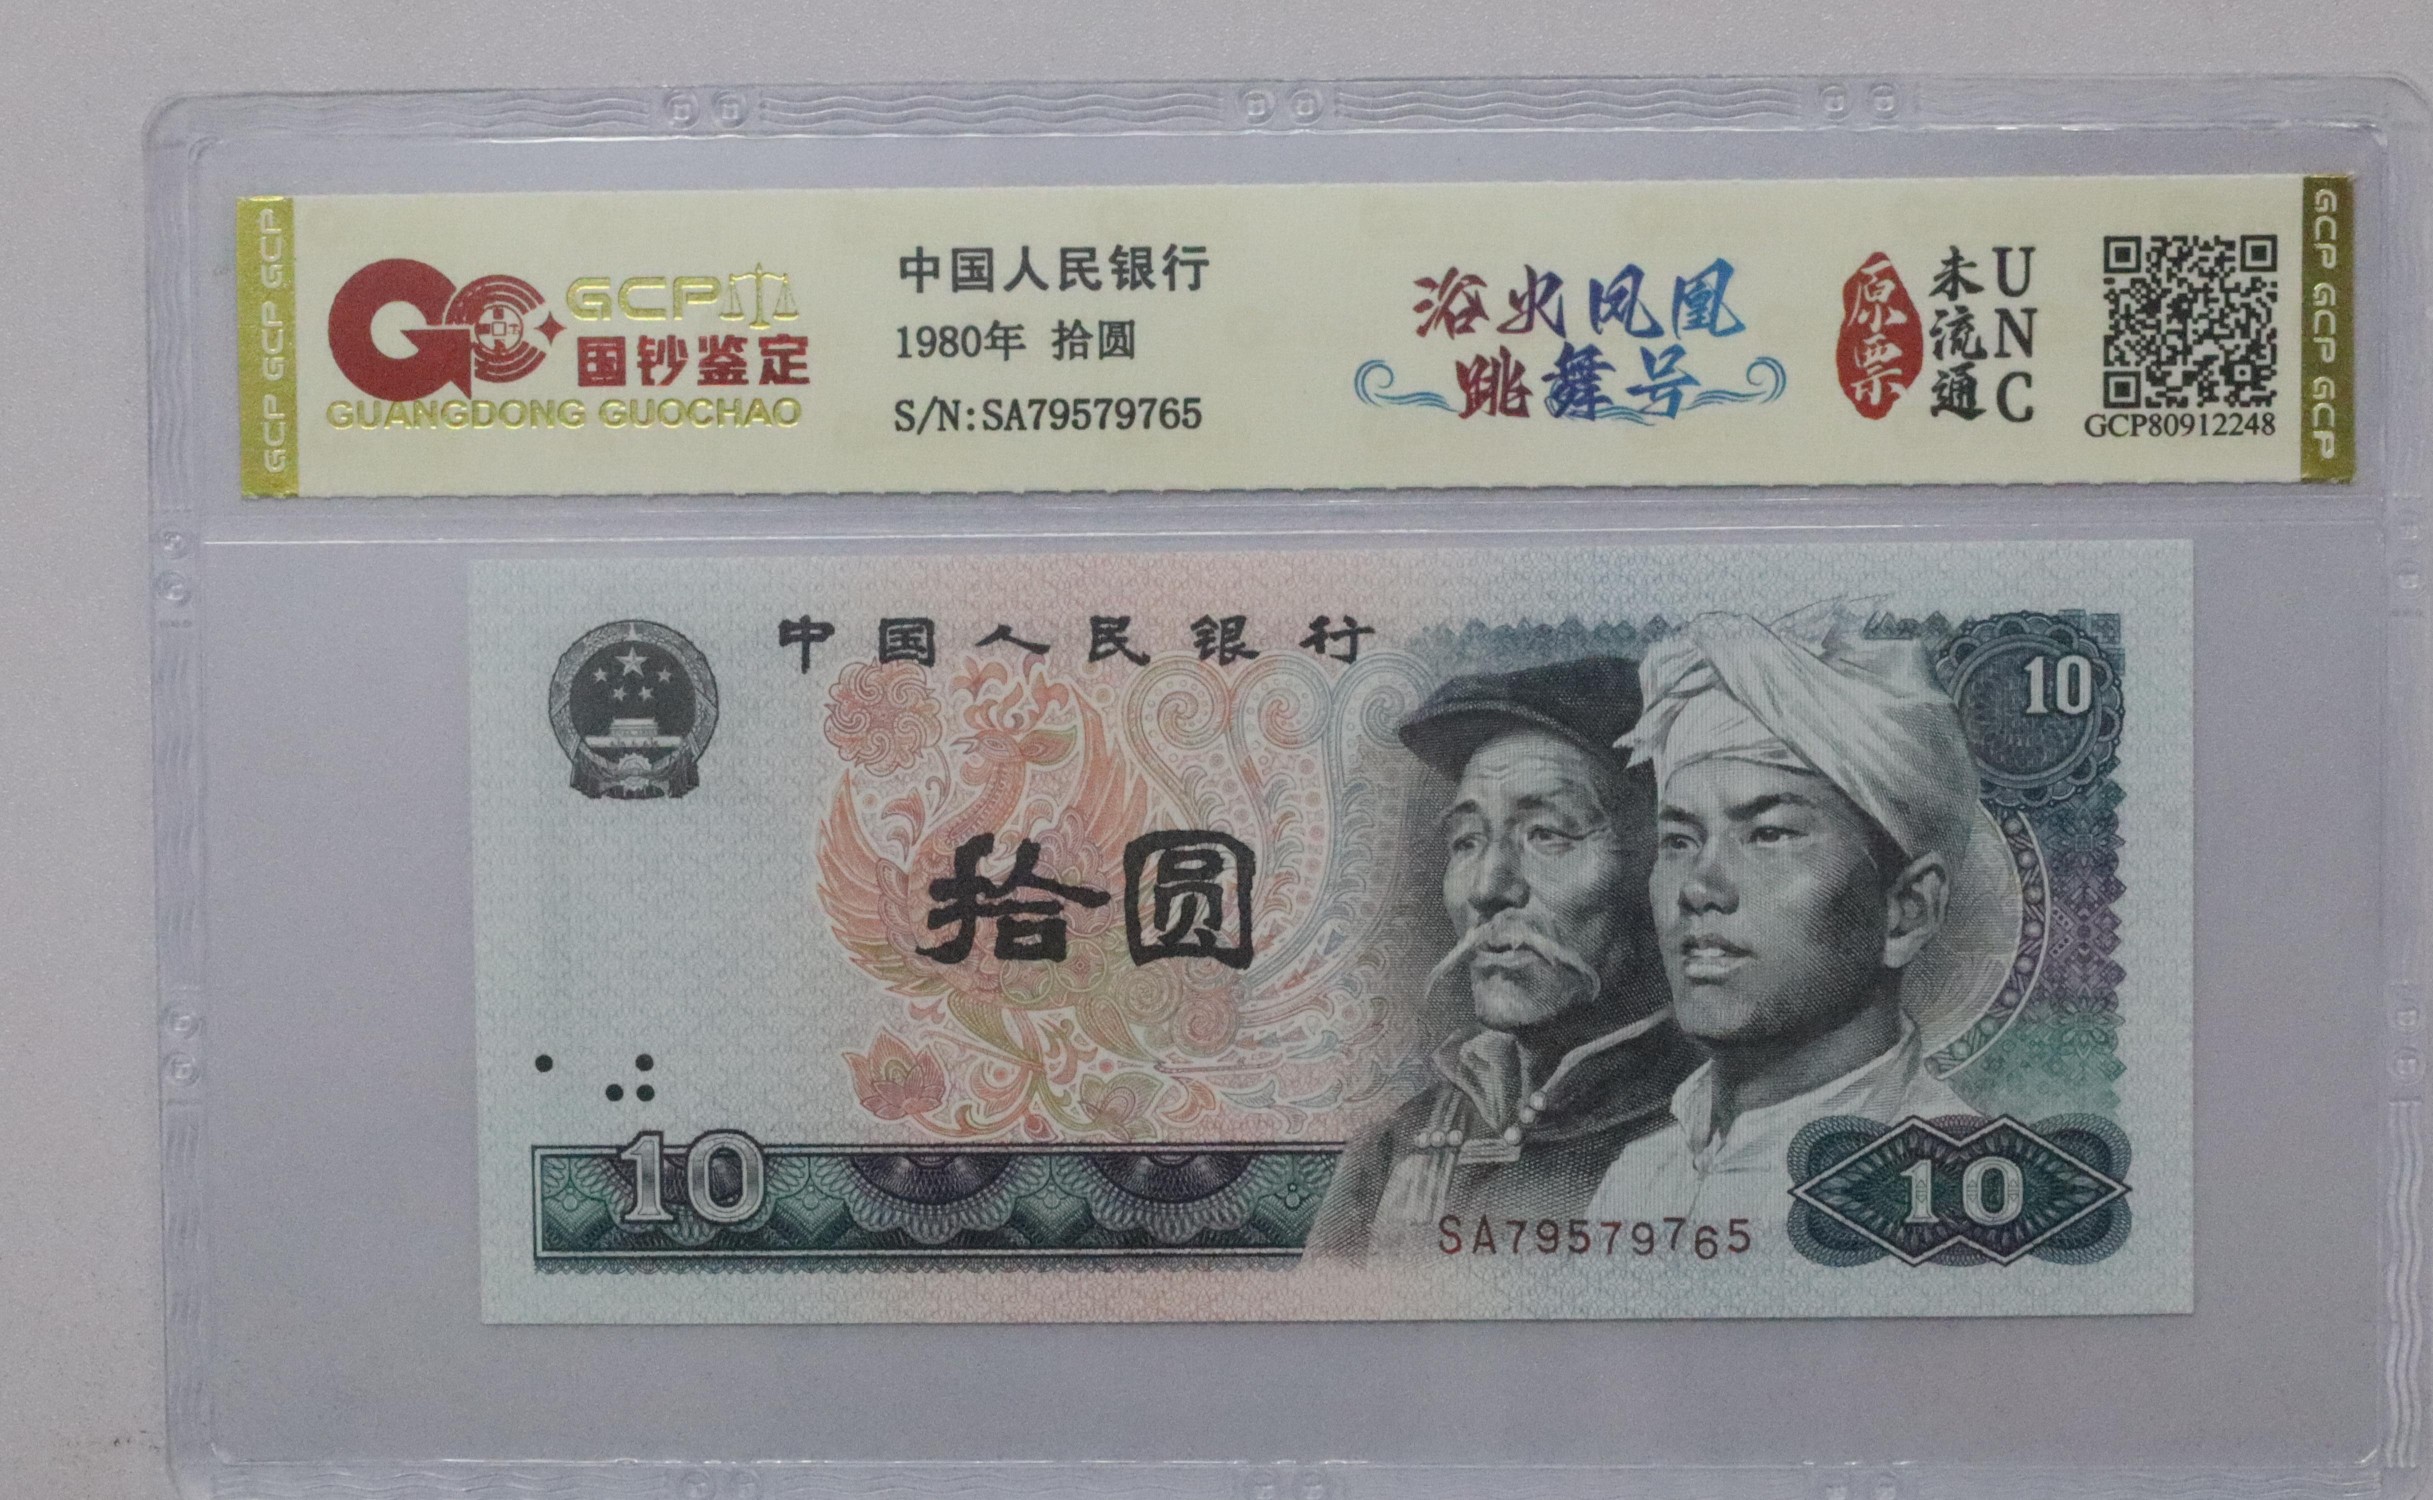 GCP GCP GCP
GCP
国钞鉴定
GUANGDONG GUOCHAO
中国人民银行
1980年 拾圆
S/N:SA79579765
浴火凤凰
跳舞号
原票
未流通
UNC
GCP80912248
GCP GCP GCP
中国人民银行
10
拾圆
10
SA79579765
10